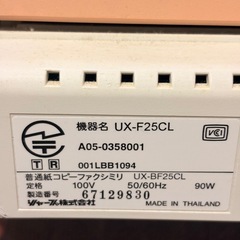 機器名 UX-F25CL
A05-0358001
T R 001LBB1094
VCI
普通紙コピーファクシミリ UX-BF25CL
定格 100V 50/60Hz 90W
製造番号 67129830
シャープ株式会社 MADE IN THAILAND